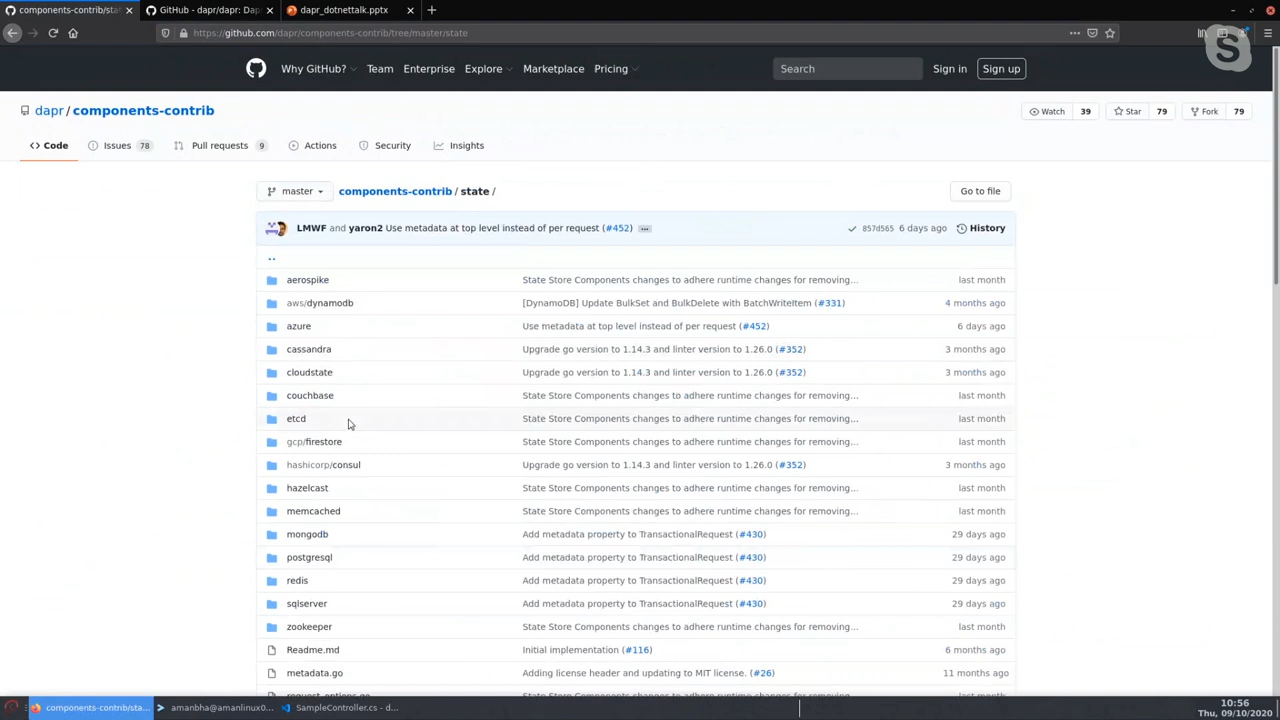 components-contrib/stat
GitHub - dapr/dapr: Dap
dapr_dotnettalk.pptx
https://github.com/dapr/components-contrib/tree/master/state
Why GitHub?
Team
Enterprise
Explore
Marketplace
Pricing
Search
Sign in
Sign up
dapr / components-contrib
Watch 39
Star 79
Fork 79
Code
Issues 78
Pull requests 9
Actions
Security
Insights
master
components-contrib / state /
Go to file
LMWF and yaron2 Use metadata at top level instead of per request (#452) ...
857d565 6 days ago
History
..
aerospike State Store Components changes to adhere runtime changes for removing... last month
aws/dynamodb [DynamoDB] Update BulkSet and BulkDelete with BatchWriteItem (#331) 4 months ago
azure Use metadata at top level instead of per request (#452) 6 days ago
cassandra Upgrade go version to 1.14.3 and linter version to 1.26.0 (#352) 3 months ago
cloudstate Upgrade go version to 1.14.3 and linter version to 1.26.0 (#352) 3 months ago
couchbase State Store Components changes to adhere runtime changes for removing... last month
etcd State Store Components changes to adhere runtime changes for removing... last month
gcp/firestore State Store Components changes to adhere runtime changes for removing... last month
hashicorp/consul Upgrade go version to 1.14.3 and linter version to 1.26.0 (#352) 3 months ago
hazelcast State Store Components changes to adhere runtime changes for removing... last month
memcached State Store Components changes to adhere runtime changes for removing... last month
mongodb Add metadata property to TransactionalRequest (#430) 29 days ago
postgresql Add metadata property to TransactionalRequest (#430) 29 days ago
redis Add metadata property to TransactionalRequest (#430) 29 days ago
sqlserver Add metadata property to TransactionalRequest (#430) 29 days ago
zookeeper State Store Components changes to adhere runtime changes for removing... last month
Readme.md Initial implementation (#116) 6 months ago
metadata.go Adding license header and updating to MIT license. (#26) 11 months ago
components-contrib/sta...
amanbha@amanlinux0...
SampleController.cs - d...
10:56
Thu, 09/10/2020